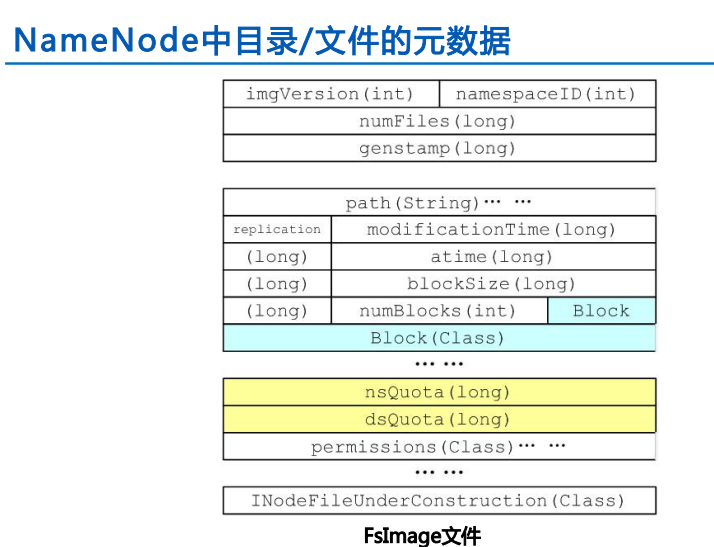 NameNode中目录/文件的元数据
imgVersion(int) namespaceID(int)
numFiles(long)
genstamp(long)
path(String)… …
replication modificationTime(long)
(long) atime(long)
(long) blockSize(long)
(long) numBlocks(int) Block
Block(Class)
… …
nsQuota(long)
dsQuota(long)
permissions(Class)… …
… …
INodeFileUnderConstruction(Class)
FsImage文件